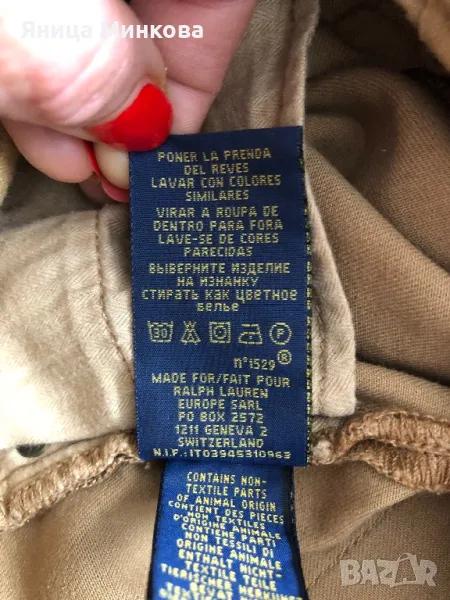 Яница Минкова
PONER LA PRENDA
DEL REVES
LAVAR CON COLORES
SIMILARES
VIRAR A ROUPA DE
DENTRO PARA FORA
LAVE-SE DE CORES
PARECIDAS
ВЫВЕРНИТЕ ИЗДЕЛИЕ
НА ИЗНАНКУ
СТИРАТЬ КАК ЦВЕТНОЕ
БЕЛЬЕ
30 P
n°1529®
MADE FOR/FAIT POUR
RALPH LAUREN
EUROPE SARL
PO BOX 2572
1211 GENEVA 2
SWITZERLAND
N.I.F.:IT03945310963
CONTAINS NON-
TEXTILE PARTS
OF ANIMAL ORIGIN
CONTIENT DES PIECES
NON TEXTILES
D'ORIGINE ANIMALE
CONTIENE PARTI
NON TESSILI DI
ORIGINE ANIMALE
ENTHÄLT NICHT-
TEXTILE TEILE
TIERISCHEN
BAZAR